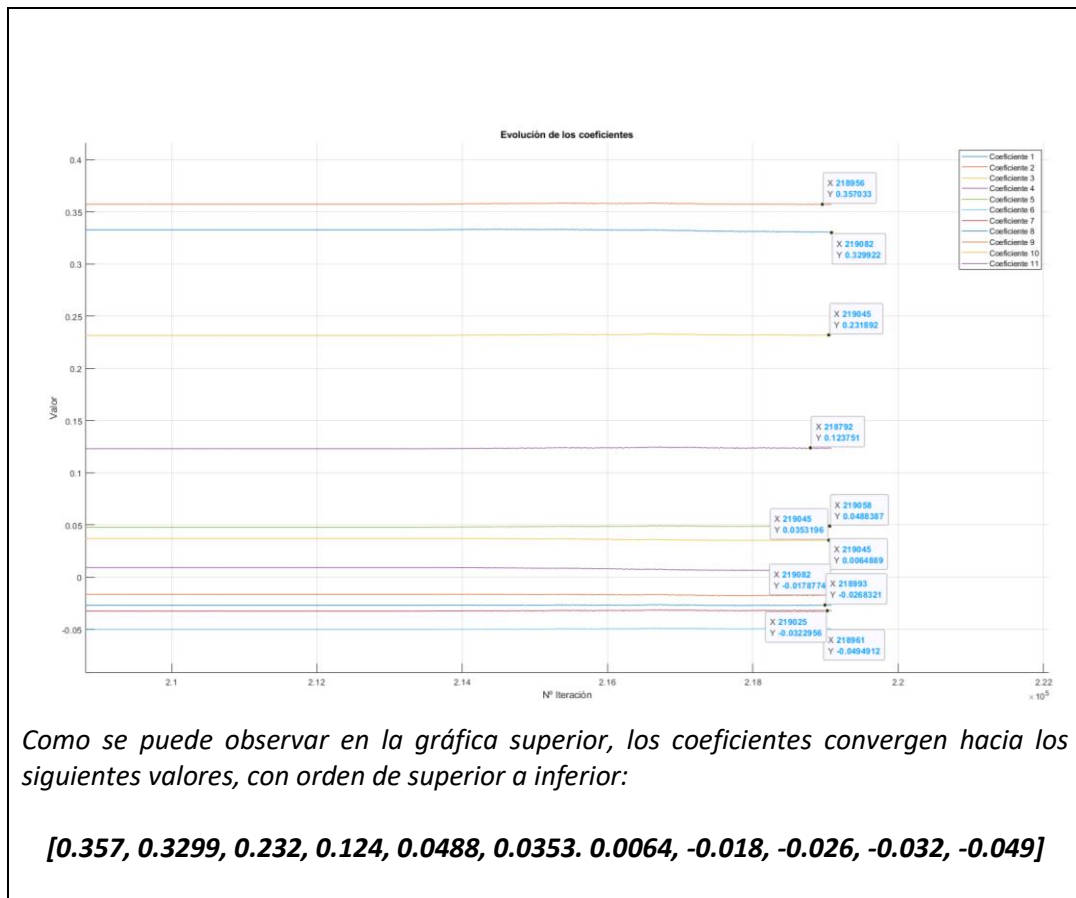 Evolución de los coeficientes
0.4
0.35
0.3
0.25
0.2
0.15
0.1
0.05
0
-0.05
Valor
2.1
2.12
2.14
2.16
2.18
2.2
2.22
×10⁵
Nº Iteración
Coeficiente 1
Coeficiente 2
Coeficiente 3
Coeficiente 4
Coeficiente 5
Coeficiente 6
Coeficiente 7
Coeficiente 8
Coeficiente 9
Coeficiente 10
Coeficiente 11
X 218956
Y 0.357033
X 219082
Y 0.329922
X 219045
Y 0.231892
X 218792
Y 0.123751
X 219058
Y 0.0488387
X 219045
Y 0.0353196
X 219045
Y 0.0064889
X 219082
Y -0.0178774
X 218993
Y -0.0268321
X 219025
Y -0.0322956
X 218961
Y -0.0494912
Como se puede observar en la gráfica superior, los coeficientes convergen hacia los
siguientes valores, con orden de superior a inferior:
[0.357, 0.3299, 0.232, 0.124, 0.0488, 0.0353. 0.0064, -0.018, -0.026, -0.032, -0.049]